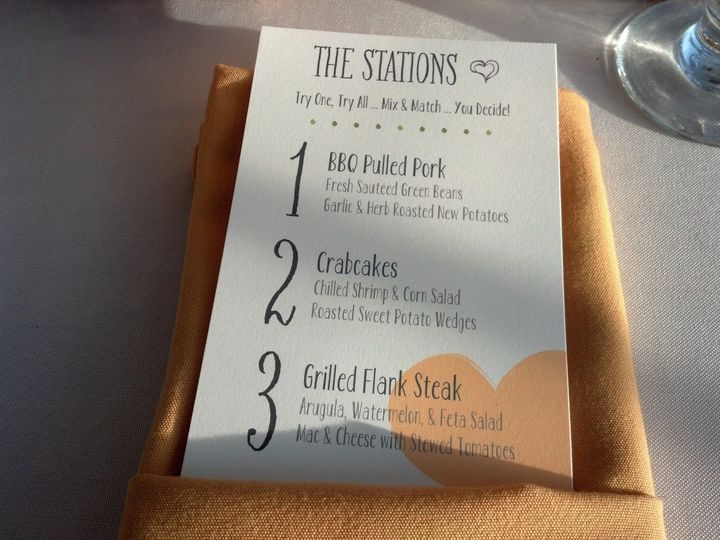 THE STATIONS
Try One, Try All ... Mix & Match ... You Decide!
1
BBQ Pulled Pork
Fresh Sautéed Green Beans
Garlic & Herb Roasted New Potatoes
2
Crabcakes
Chilled Shrimp & Corn Salad
Roasted Sweet Potato Wedges
3
Grilled Flank Steak
Arugula, Watermelon, & Feta Salad
Mac & Cheese with Stewed Tomatoes